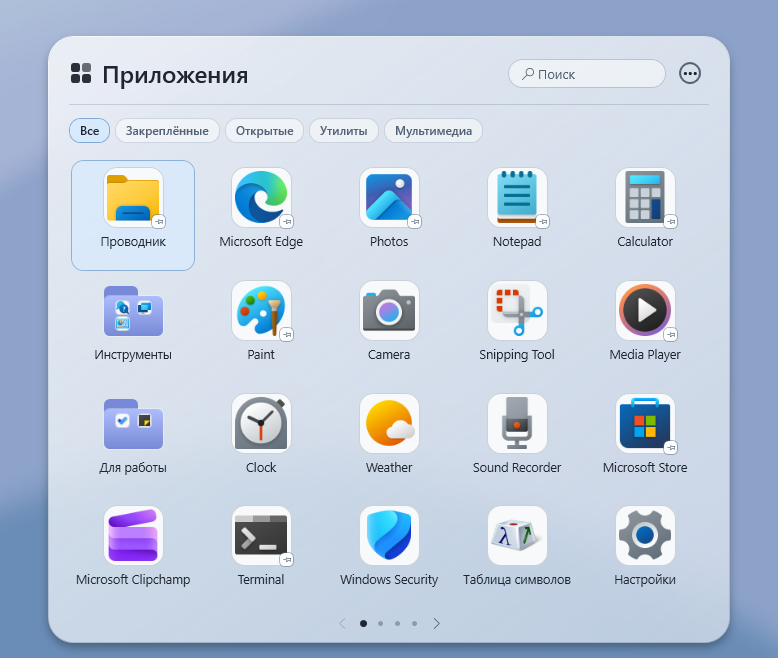 Приложения
Поиск
Все
Закреплённые
Открытые
Утилиты
Мультимедиа
Проводник
Microsoft Edge
Photos
Notepad
Calculator
Инструменты
Paint
Camera
Snipping Tool
Media Player
Для работы
Clock
Weather
Sound Recorder
Microsoft Store
Microsoft Clipchamp
Terminal
Windows Security
Таблица символов
Настройки